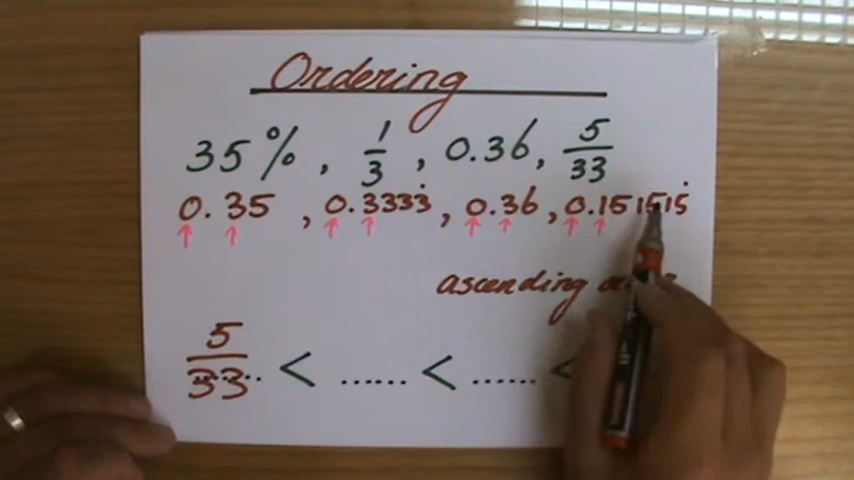 Ordering
35%, 1/3, 0.36, 5/33
0.35, 0.3333̇, 0.36, 0.151515̇
ascending
5/33 < ...... < ...... <